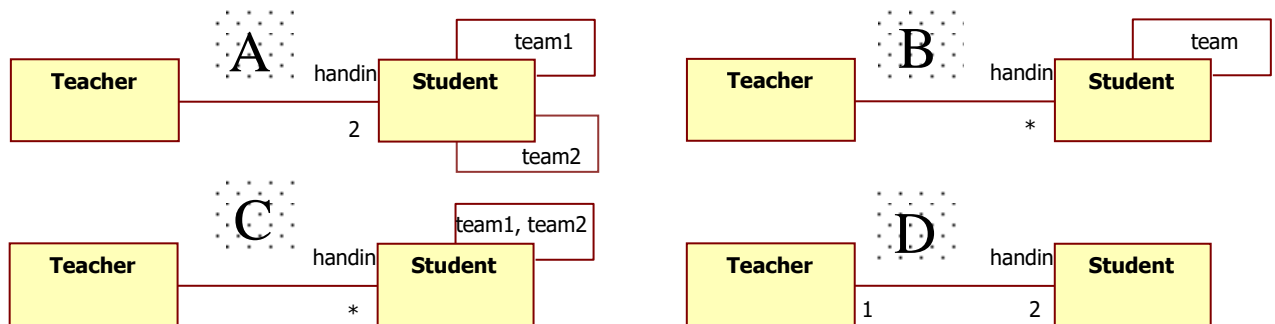 A
team1
handin
Teacher
Student
2
team2
B
team
handin
Teacher
Student
*
C
team1, team2
handin
Teacher
Student
*
D
handin
Teacher
Student
1
2